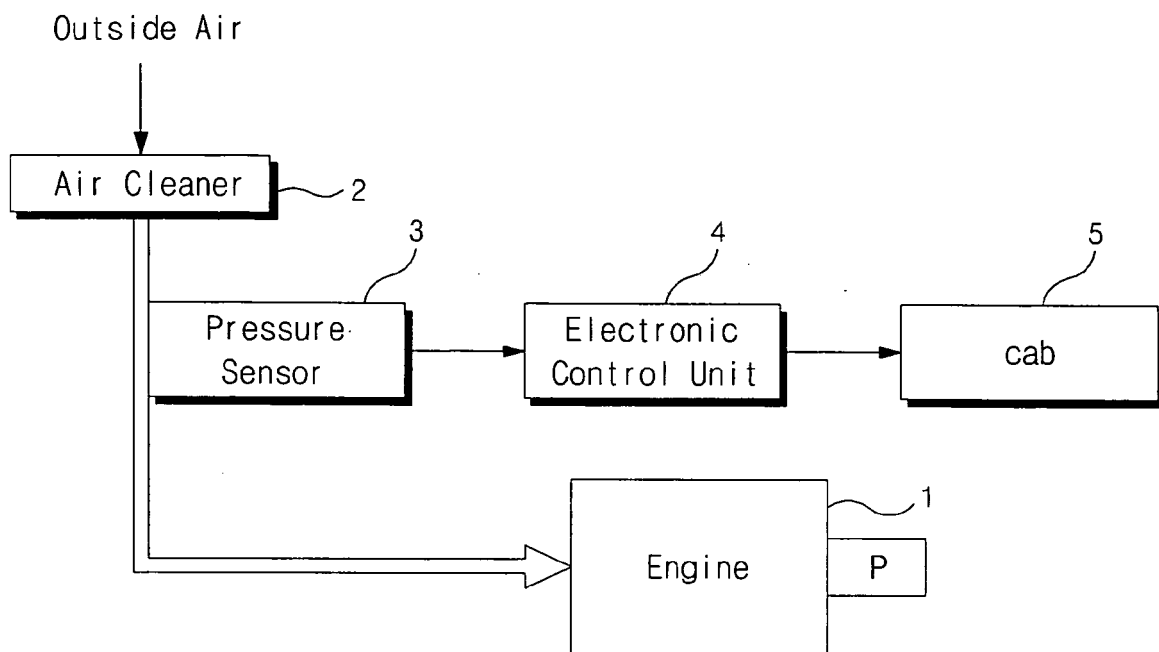 Outside Air
Air Cleaner
2
3
4
5
Pressure
Sensor
Electronic
Control Unit
cab
1
Engine
P